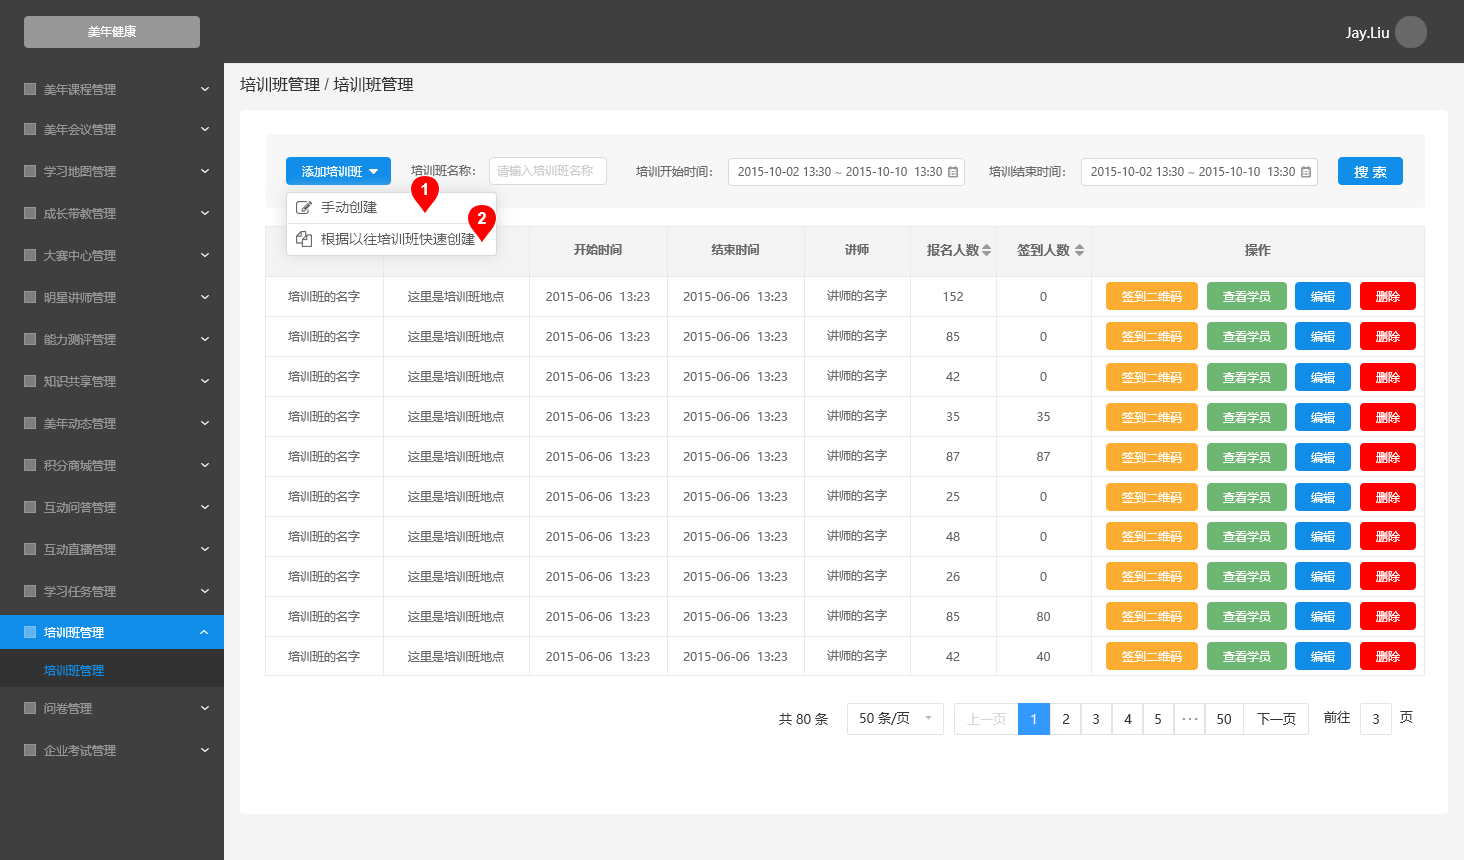 美年健康
Jay.Liu
美年课程管理
美年会议管理
学习地图管理
成长带教管理
大赛中心管理
明星讲师管理
能力测评管理
知识共享管理
美年动态管理
积分商城管理
互动问答管理
互动直播管理
学习任务管理
培训班管理
培训班管理
问卷管理
企业考试管理
培训班管理 / 培训班管理
添加培训班 培训班名称： 请输入培训班名称 培训开始时间： 2015-10-02 13:30 ~ 2015-10-10 13:30 培训结束时间： 2015-10-02 13:30 ~ 2015-10-10 13:30 搜 索
1
手动创建
2
根据以往培训班快速创建
开始时间 结束时间 讲师 报名人数 签到人数 操作
培训班的名字 这里是培训班地点 2015-06-06 13:23 2015-06-06 13:23 讲师的名字 152 0 签到二维码 查看学员 编辑 删除
培训班的名字 这里是培训班地点 2015-06-06 13:23 2015-06-06 13:23 讲师的名字 85 0 签到二维码 查看学员 编辑 删除
培训班的名字 这里是培训班地点 2015-06-06 13:23 2015-06-06 13:23 讲师的名字 42 0 签到二维码 查看学员 编辑 删除
培训班的名字 这里是培训班地点 2015-06-06 13:23 2015-06-06 13:23 讲师的名字 35 35 签到二维码 查看学员 编辑 删除
培训班的名字 这里是培训班地点 2015-06-06 13:23 2015-06-06 13:23 讲师的名字 87 87 签到二维码 查看学员 编辑 删除
培训班的名字 这里是培训班地点 2015-06-06 13:23 2015-06-06 13:23 讲师的名字 25 0 签到二维码 查看学员 编辑 删除
培训班的名字 这里是培训班地点 2015-06-06 13:23 2015-06-06 13:23 讲师的名字 48 0 签到二维码 查看学员 编辑 删除
培训班的名字 这里是培训班地点 2015-06-06 13:23 2015-06-06 13:23 讲师的名字 26 0 签到二维码 查看学员 编辑 删除
培训班的名字 这里是培训班地点 2015-06-06 13:23 2015-06-06 13:23 讲师的名字 85 80 签到二维码 查看学员 编辑 删除
培训班的名字 这里是培训班地点 2015-06-06 13:23 2015-06-06 13:23 讲师的名字 42 40 签到二维码 查看学员 编辑 删除
共 80 条 50 条/页 上一页 1 2 3 4 5 ··· 50 下一页 前往 3 页